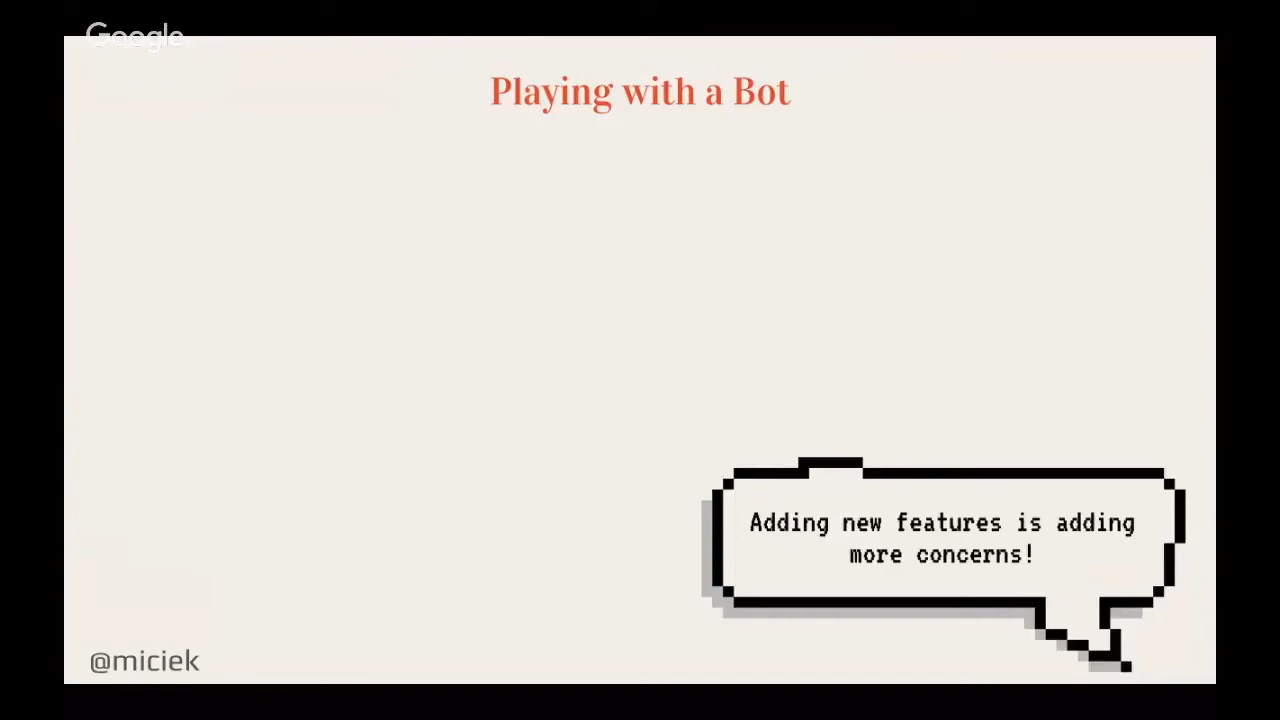 Google
Playing with a Bot
Adding new features is adding
more concerns!
@miciek